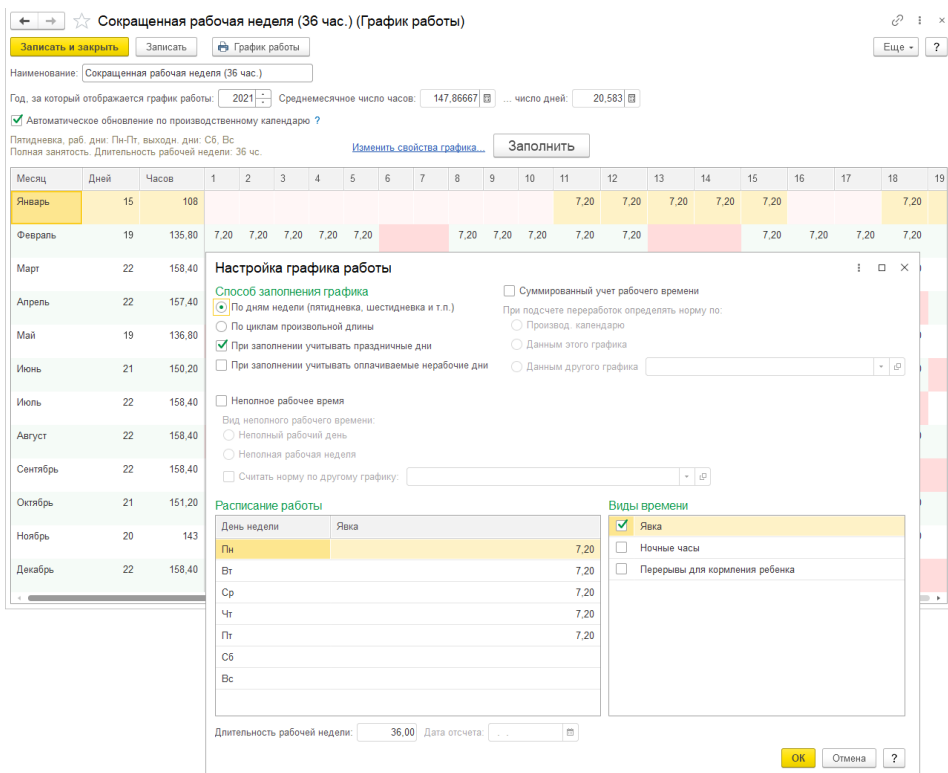 Сокращенная рабочая неделя (36 час.) (График работы)
Записать и закрыть Записать График работы Еще ?
Наименование: Сокращенная рабочая неделя (36 час.)
Год, за который отображается график работы: 2021 Среднемесячное число часов: 147,86667 ... число дней: 20,583
Автоматическое обновление по производственному календарю ?
Пятидневка, раб. дни: Пн-Пт, выходн. дни: Сб, Вс
Полная занятость. Длительность рабочей недели: 36 чс.
Изменить свойства графика... Заполнить
Месяц Дней Часов 1 2 3 4 5 6 7 8 9 10 11 12 13 14 15 16 17 18 19
Январь 15 108 7,20 7,20 7,20 7,20 7,20 7,20
Февраль 19 135,80 7,20 7,20 7,20 7,20 7,20 7,20 7,20 7,20 7,20 7,20 7,20 7,20 7,20 7,20
Март 22 158,40
Апрель 22 157,40
Май 19 136,80
Июнь 21 150,20
Июль 22 158,40
Август 22 158,40
Сентябрь 22 158,40
Октябрь 21 151,20
Ноябрь 20 143
Декабрь 22 158,40
Настройка графика работы
Способ заполнения графика
По дням недели (пятидневка, шестидневка и т.п.)
По циклам произвольной длины
При заполнении учитывать праздничные дни
При заполнении учитывать оплачиваемые нерабочие дни
Суммированный учет рабочего времени
При подсчете переработок определять норму по:
Производ. календарю
Данным этого графика
Данным другого графика
Неполное рабочее время
Вид неполного рабочего времени:
Неполный рабочий день
Неполная рабочая неделя
Считать норму по другому графику:
Расписание работы
День недели Явка
Пн 7,20
Вт 7,20
Ср 7,20
Чт 7,20
Пт 7,20
Сб
Вс
Виды времени
Явка
Ночные часы
Перерывы для кормления ребенка
Длительность рабочей недели: 36,00 Дата отсчета: . .
ОК Отмена ?